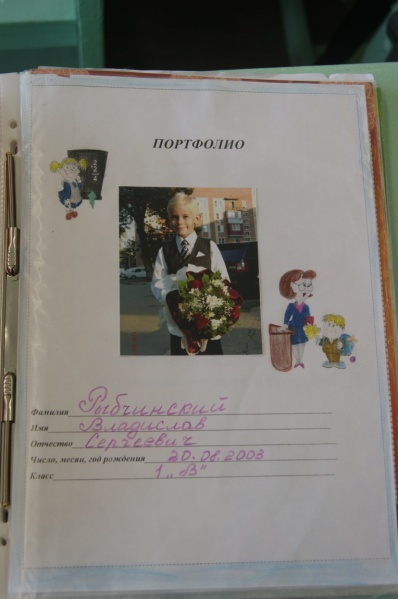 ПОРТФОЛИО
Фамилия Рыбчинский
Имя Владислав
Отчество Сергеевич
Число, месяц, год рождения 20.08.2003
Класс 1 „В"